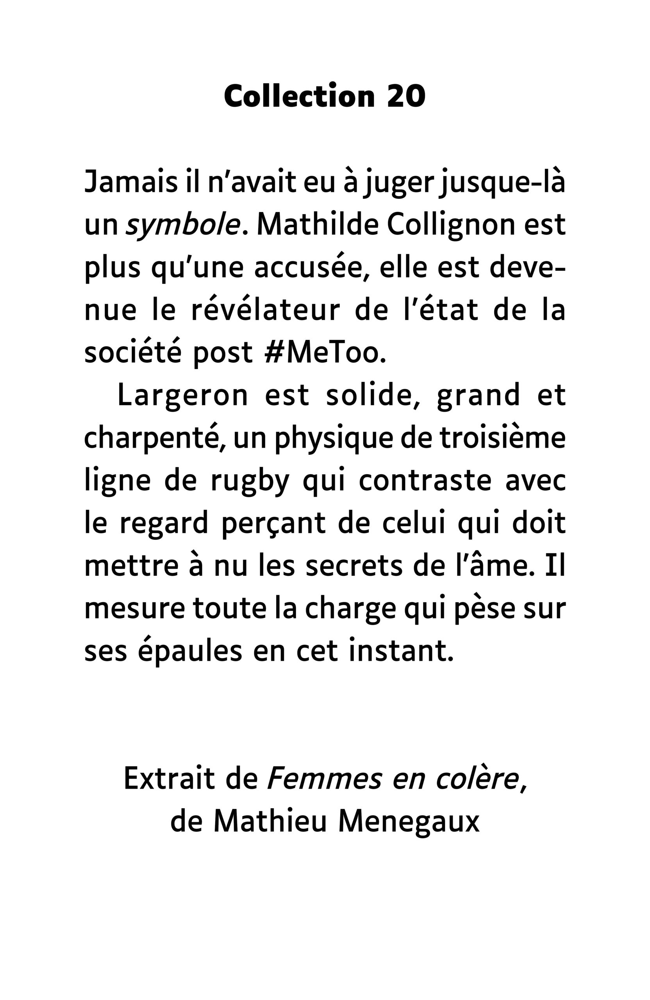 Collection 20
Jamais il n’avait eu à juger jusque-là
un symbole. Mathilde Collignon est
plus qu’une accusée, elle est deve-
nue le révélateur de l’état de la
société post #MeToo.
Largeron est solide, grand et
charpenté, un physique de troisième
ligne de rugby qui contraste avec
le regard perçant de celui qui doit
mettre à nu les secrets de l’âme. Il
mesure toute la charge qui pèse sur
ses épaules en cet instant.
Extrait de Femmes en colère,
de Mathieu Menegaux